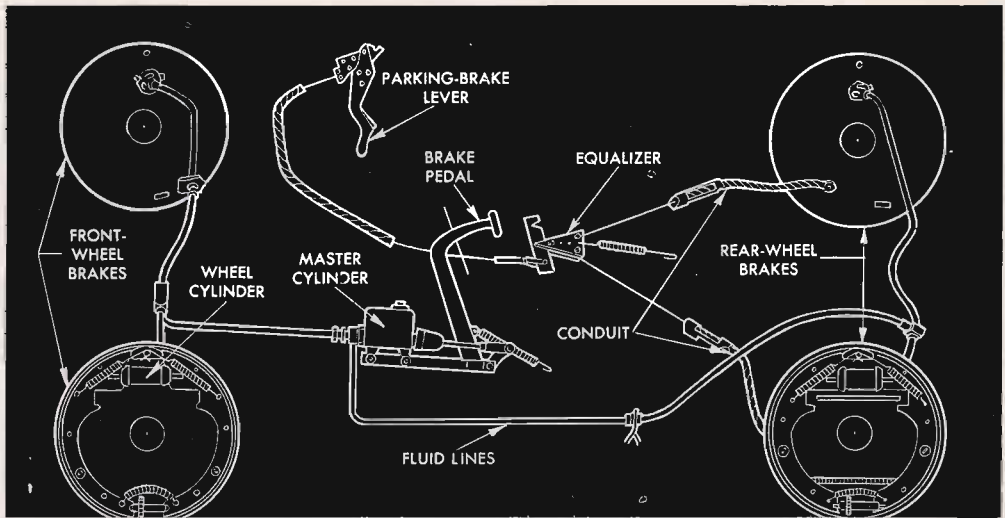 PARKING-BRAKE
LEVER
BRAKE
PEDAL
EQUALIZER
FRONT-
WHEEL
BRAKES
WHEEL
CYLINDER
MASTER
CYLINDER
REAR-WHEEL
BRAKES
CONDUIT
FLUID LINES